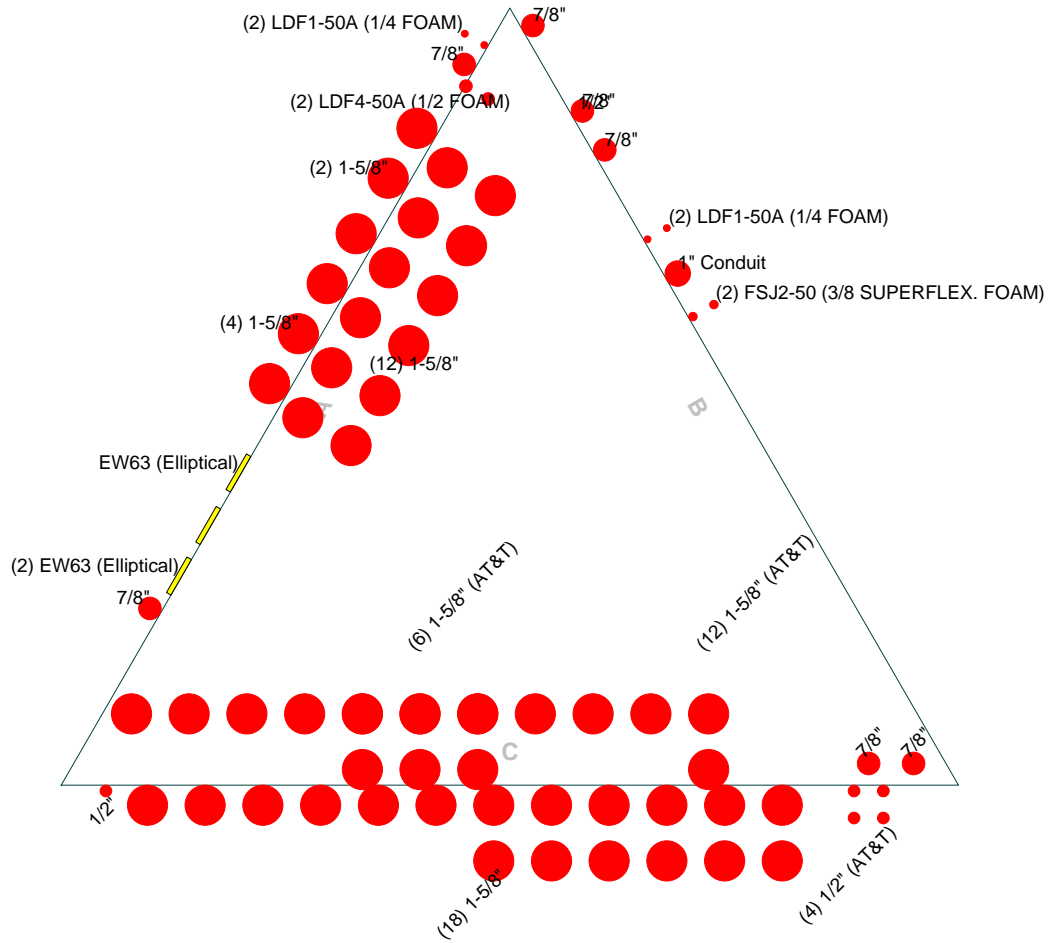 7/8"
(2) LDF1-50A (1/4 FOAM)
7/8"
(2) LDF4-50A (1/2 FOAM)
7/8"
1/2"
7/8"
(2) 1-5/8"
(2) LDF1-50A (1/4 FOAM)
1" Conduit
(2) FSJ2-50 (3/8 SUPERFLEX. FOAM)
(4) 1-5/8"
(12) 1-5/8"
A
B
EW63 (Elliptical)
(2) EW63 (Elliptical)
7/8"
(6) 1-5/8" (AT&T)
(12) 1-5/8" (AT&T)
C
7/8"
7/8"
1/2"
(18) 1-5/8"
(4) 1/2" (AT&T)